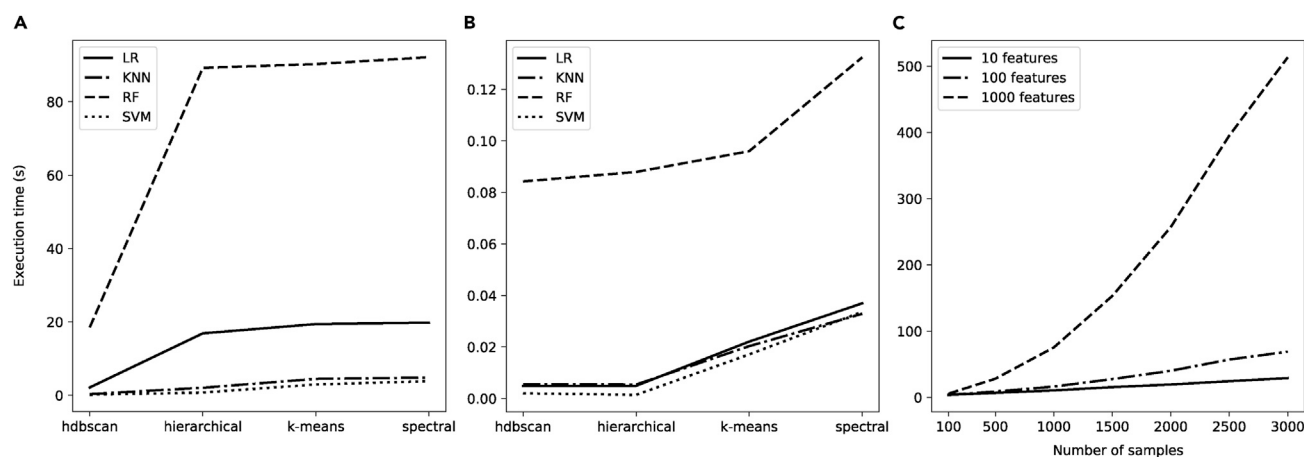 A
Execution time (s)
80
60
40
20
0
LR
KNN
RF
SVM
hdbscan hierarchical k-means spectral
B
0.12
0.10
0.08
0.06
0.04
0.02
0.00
LR
KNN
RF
SVM
hdbscan hierarchical k-means spectral
C
500
400
300
200
100
0
10 features
100 features
1000 features
100 500 1000 1500 2000 2500 3000
Number of samples